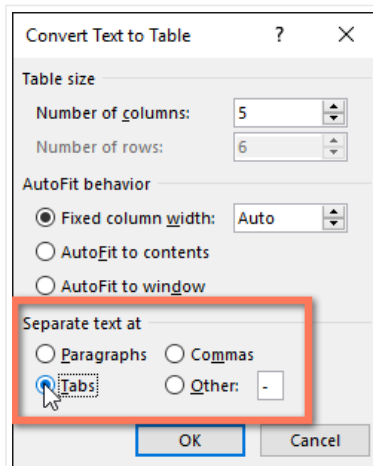 Convert Text to Table ? ×
Table size
Number of columns: 5
Number of rows: 6
AutoFit behavior
Fixed column width: Auto
AutoFit to contents
AutoFit to window
Separate text at
Paragraphs Commas
Tabs Other: -
OK Cancel